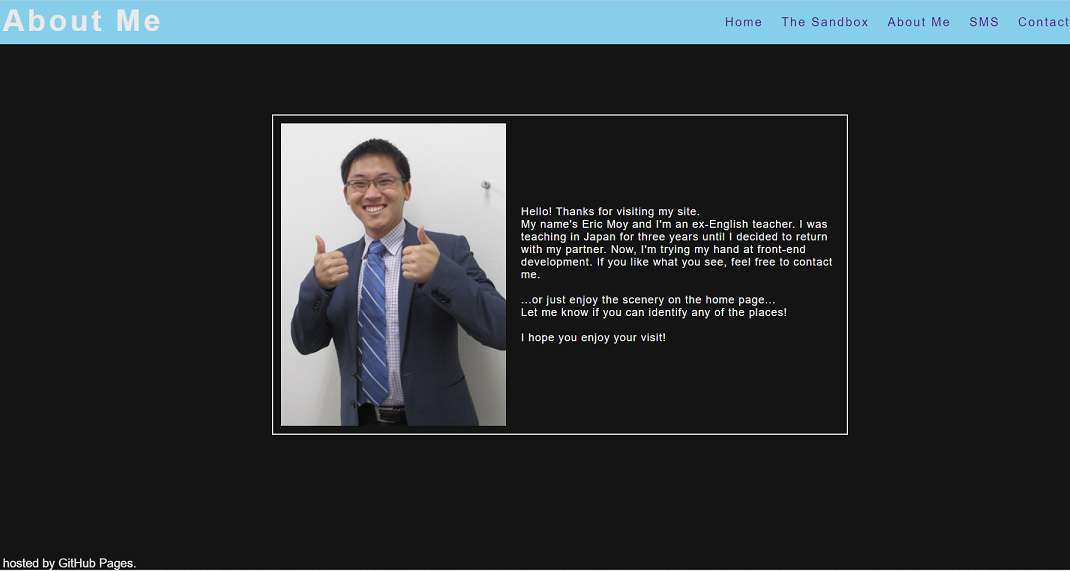 About Me
Home The Sandbox About Me SMS Contact
Hello! Thanks for visiting my site.
My name's Eric Moy and I'm an ex-English teacher. I was
teaching in Japan for three years until I decided to return
with my partner. Now, I'm trying my hand at front-end
development. If you like what you see, feel free to contact
me.
...or just enjoy the scenery on the home page...
Let me know if you can identify any of the places!
I hope you enjoy your visit!
hosted by GitHub Pages.